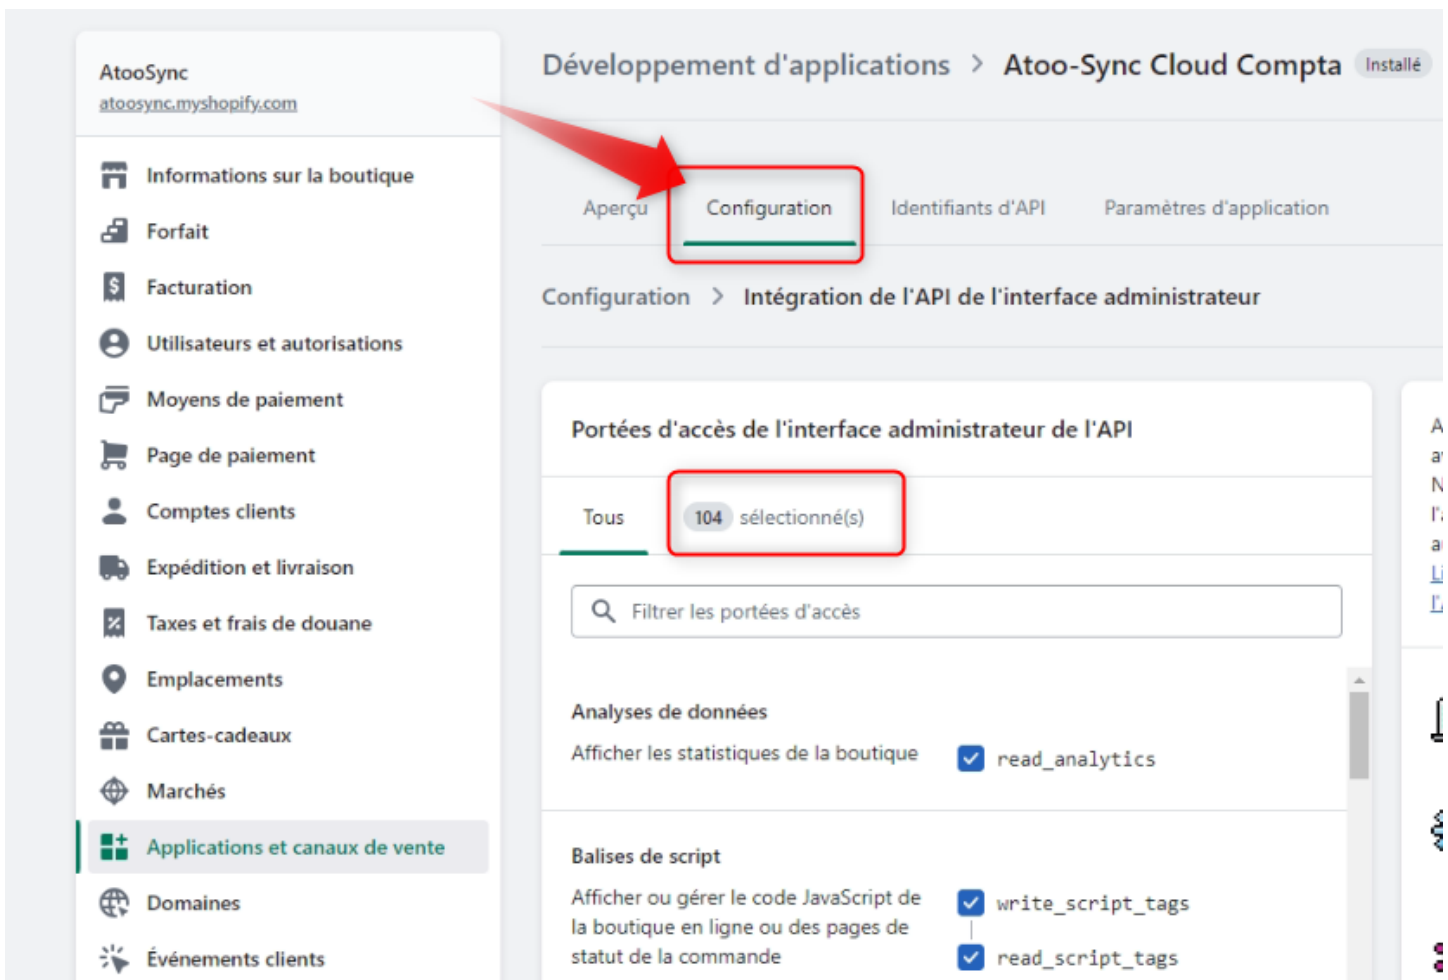 AtooSync
atoosync.myshopify.com
Informations sur la boutique
Forfait
Facturation
Utilisateurs et autorisations
Moyens de paiement
Page de paiement
Comptes clients
Expédition et livraison
Taxes et frais de douane
Emplacements
Cartes-cadeaux
Marchés
Applications et canaux de vente
Domaines
Événements clients
Développement d'applications > Atoo-Sync Cloud Compta Installé
Aperçu Configuration Identifiants d'API Paramètres d'application
Configuration > Intégration de l'API de l'interface administrateur
Portées d'accès de l'interface administrateur de l'API
Tous 104 sélectionné(s)
Filtrer les portées d'accès
Analyses de données
Afficher les statistiques de la boutique read_analytics
Balises de script
Afficher ou gérer le code JavaScript de write_script_tags
la boutique en ligne ou des pages de
statut de la commande read_script_tags